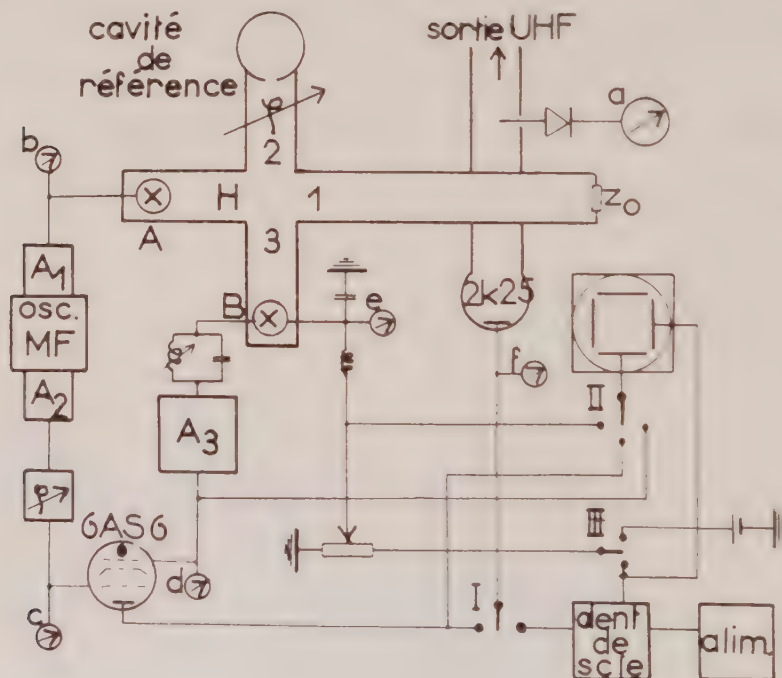 cavité
de
référence
sortie UHF
a
φ
b
2
H
1
Z₀
A
3
A₁
B
e
2k25
osc.
MF
f
A₂
II
A₃
φ
6AS6
III
d
I
c
dent
de
scie
alim.